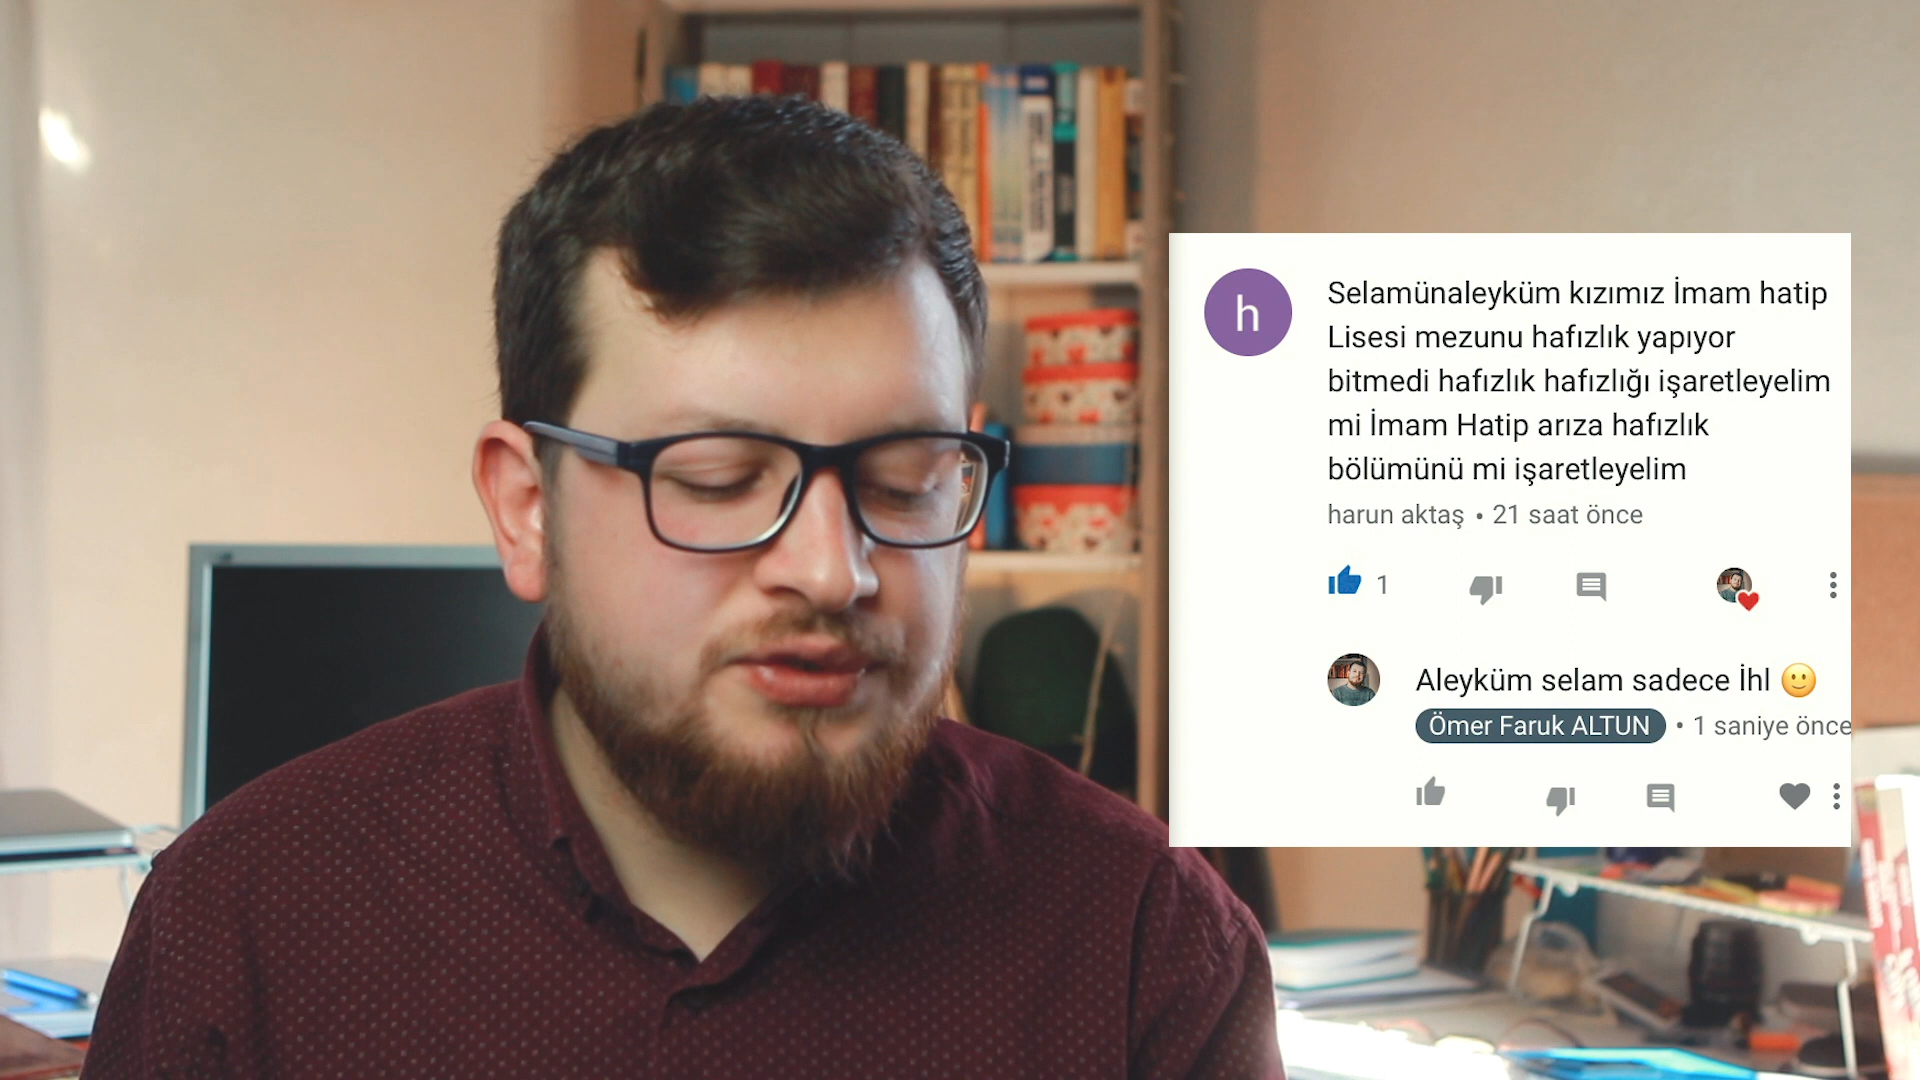 h
Selamünaleyküm kızımız İmam hatip
Lisesi mezunu hafızlık yapıyor
bitmedi hafızlık hafızlığı işaretleyelim
mi İmam Hatip arıza hafızlık
bölümünü mi işaretleyelim
harun aktaş • 21 saat önce
1
Aleyküm selam sadece İhl 🙂
Ömer Faruk ALTUN • 1 saniye önce